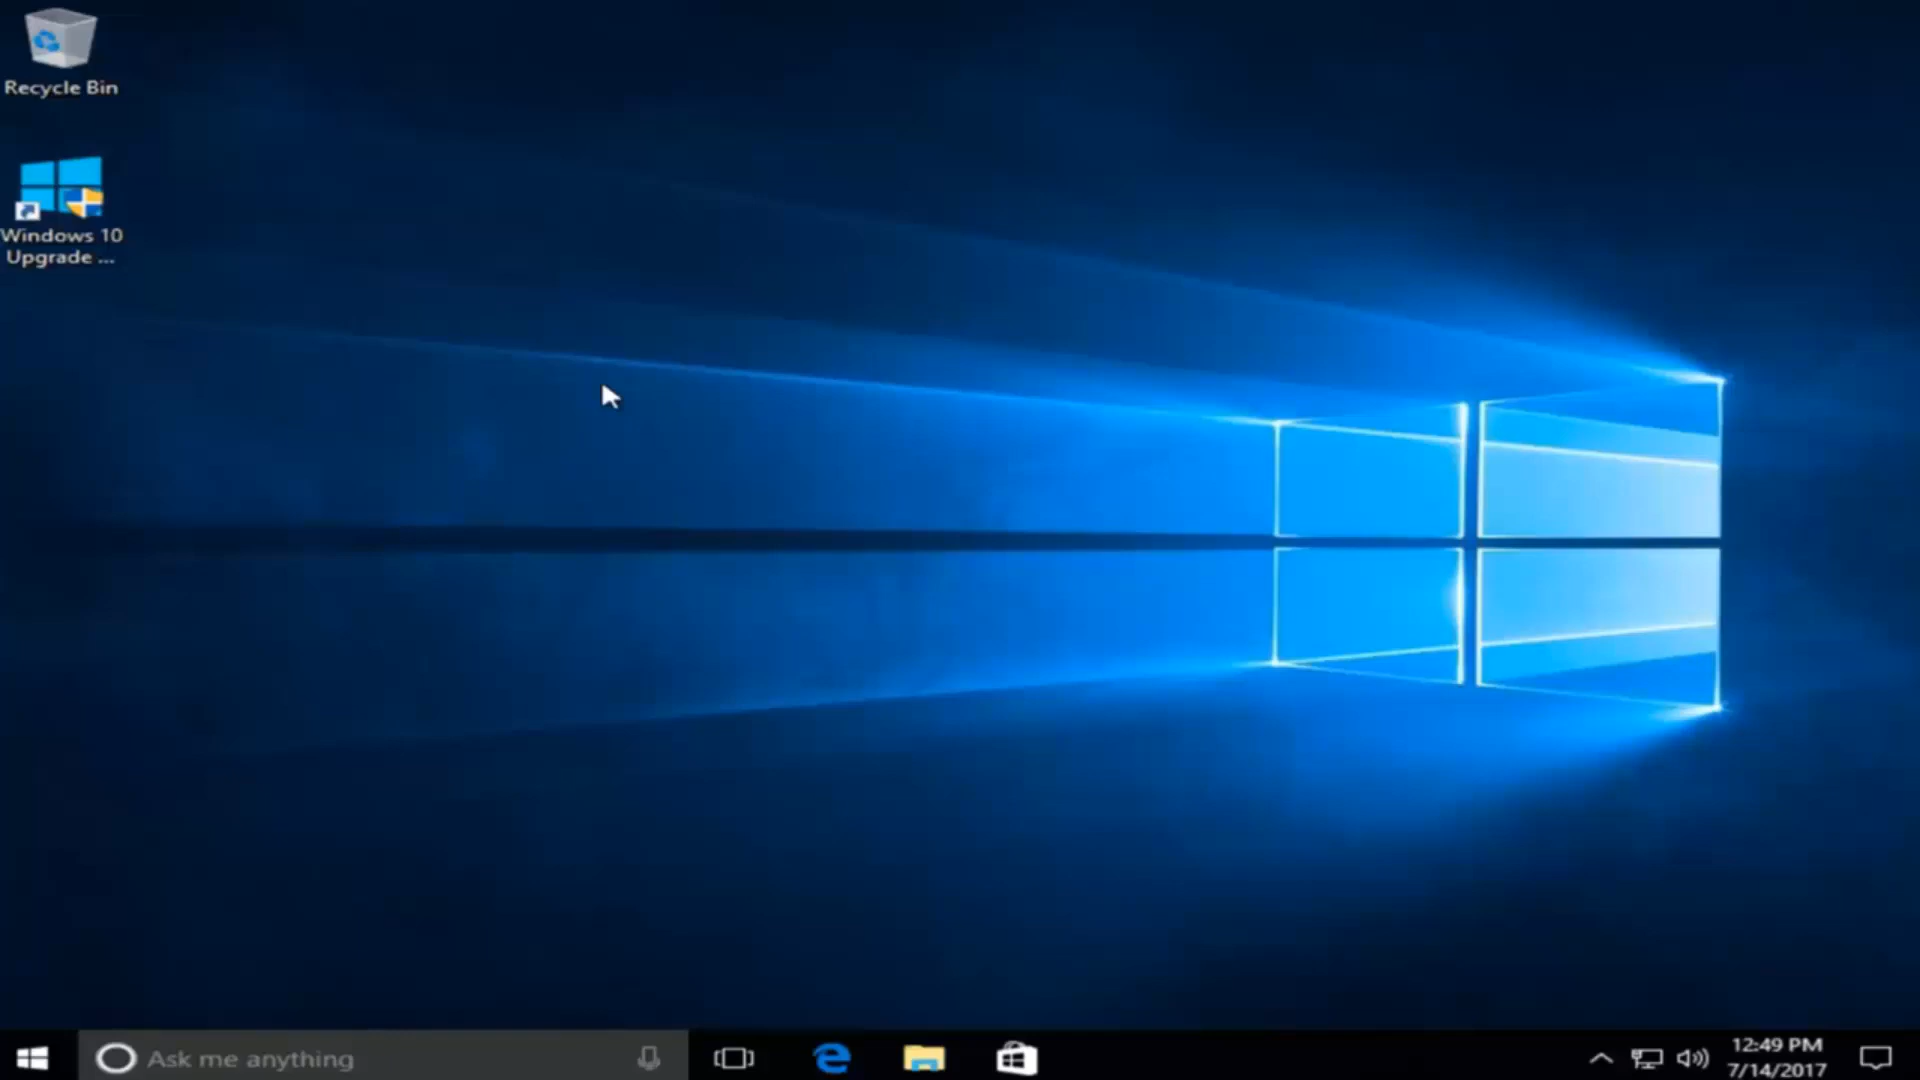 Recycle Bin
Windows 10
Upgrade ...
Ask me anything
12:49 PM
7/14/2017